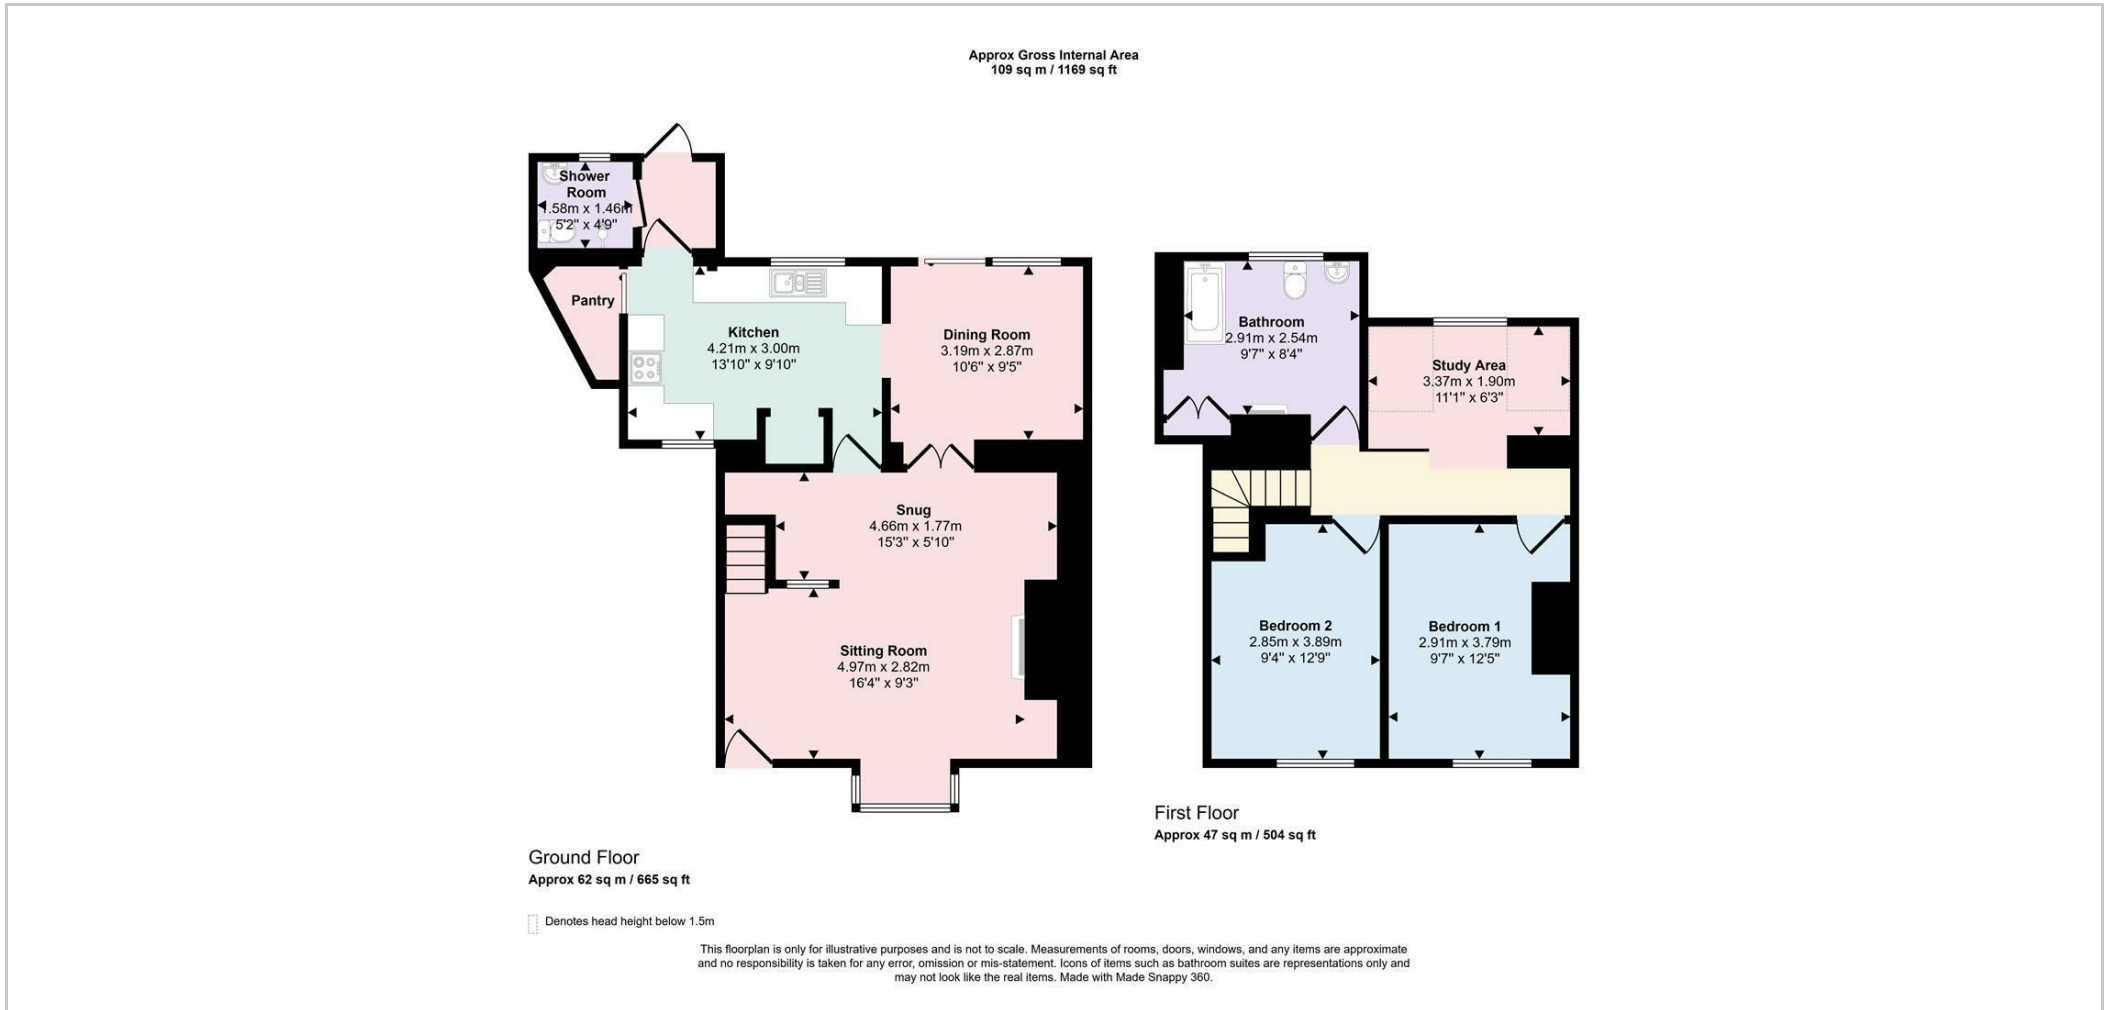 Approx Gross Internal Area
109 sq m / 1169 sq ft
Shower
Room
1.58m x 1.46m
5'2" x 4'9"
Pantry
Kitchen
4.21m x 3.00m
13'10" x 9'10"
Dining Room
3.19m x 2.87m
10'6" x 9'5"
Snug
4.66m x 1.77m
15'3" x 5'10"
Sitting Room
4.97m x 2.82m
16'4" x 9'3"
Ground Floor
Approx 62 sq m / 665 sq ft
Bathroom
2.91m x 2.54m
9'7" x 8'4"
Study Area
3.37m x 1.90m
11'1" x 6'3"
Bedroom 2
2.85m x 3.89m
9'4" x 12'9"
Bedroom 1
2.91m x 3.79m
9'7" x 12'5"
First Floor
Approx 47 sq m / 504 sq ft
Denotes head height below 1.5m
This floorplan is only for illustrative purposes and is not to scale. Measurements of rooms, doors, windows, and any items are approximate
and no responsibility is taken for any error, omission or mis-statement. Icons of items such as bathroom suites are representations only and
may not look like the real items. Made with Made Snappy 360.